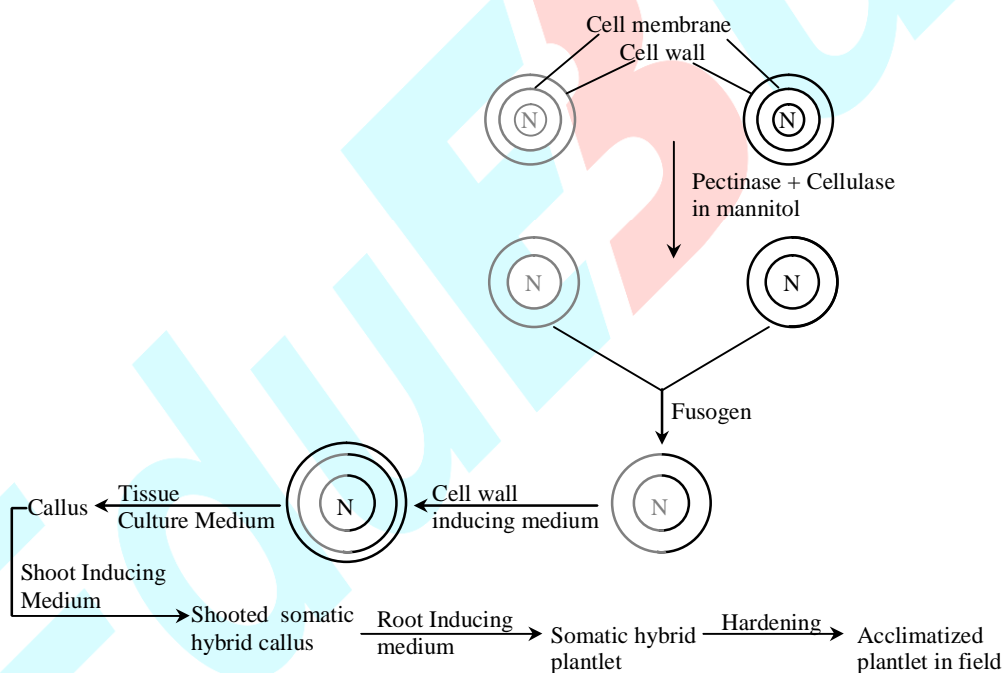 Cell membrane
Cell wall
N
N
Pectinase + Cellulase
in mannitol
N
N
Fusogen
N
Cell wall
inducing medium
N
Tissue
Culture Medium
Callus
Shoot Inducing
Medium
Shooted somatic
hybrid callus
Root Inducing
medium
Somatic hybrid
plantlet
Hardening
Acclimatized
plantlet in field